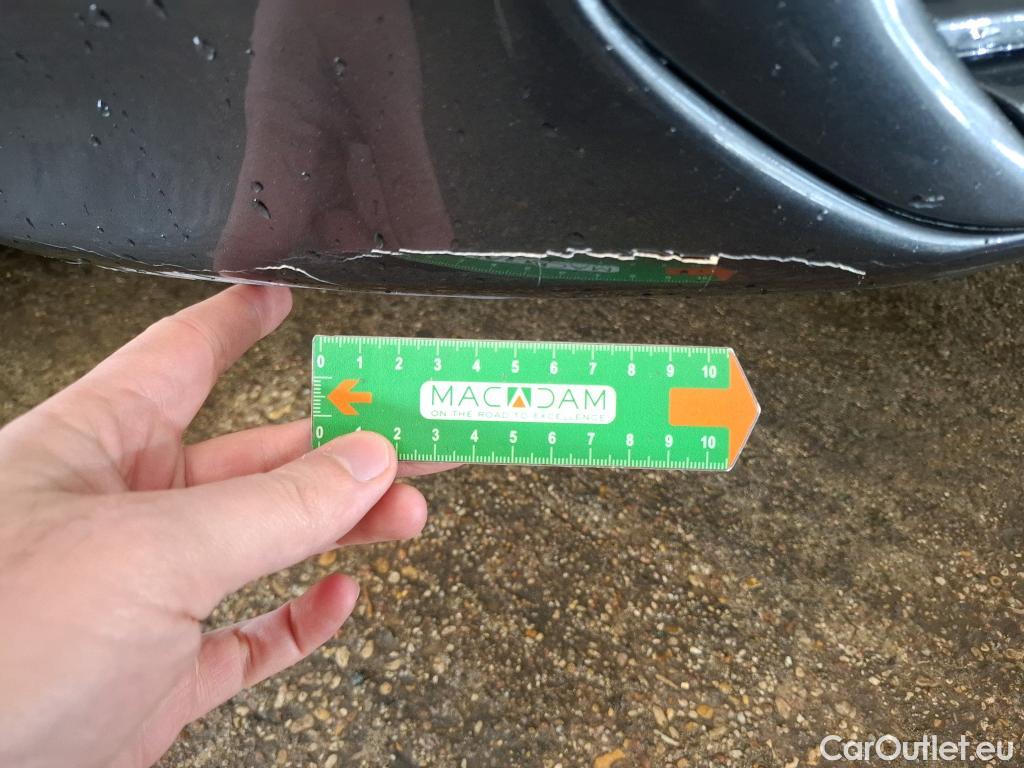 0 1 2 3 4 5 6 7 8 9 10
MACADAM
ON THE ROAD TO EXCELLENCE
0 1 2 3 4 5 6 7 8 9 10
CarOutlet.eu